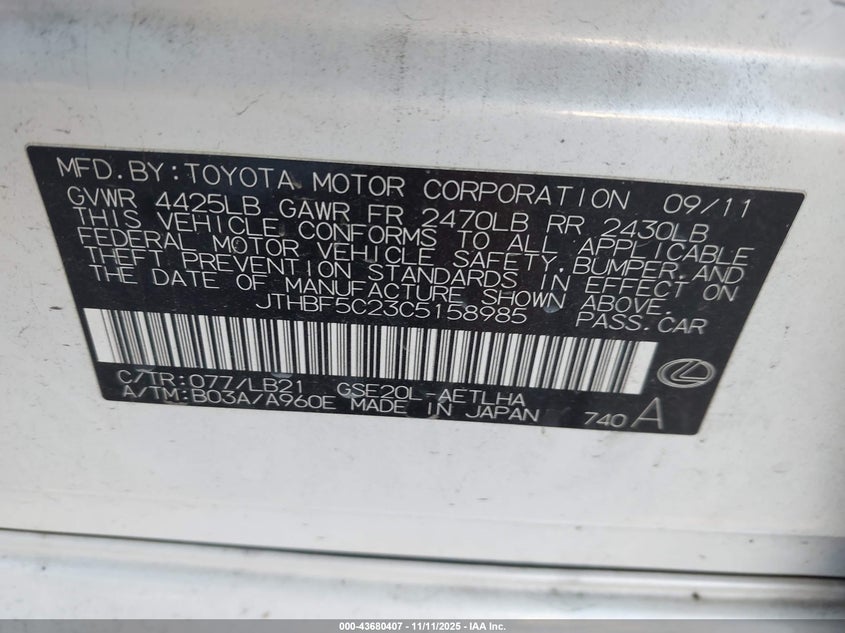 MFD.BY:TOYOTA MOTOR CORPORATION 09/11
GVWR 4425LB GAWR FR 2470LB RR 2430LB
THIS VEHICLE CONFORMS TO ALL APPLICABLE
FEDERAL MOTOR VEHICLE SAFETY,BUMPER,AND
THEFT PREVENTION STANDARDS IN EFFECT ON
THE DATE OF MANUFACTURE SHOWN ABOVE.
JTHBF5C23C5158985 PASS.CAR
C/TR:077/LB21 GSE20L-AETLHA
A/TM:B03A/A960E MADE IN JAPAN 740 A
000-43680407 - 11/11/2025 - IAA Inc.